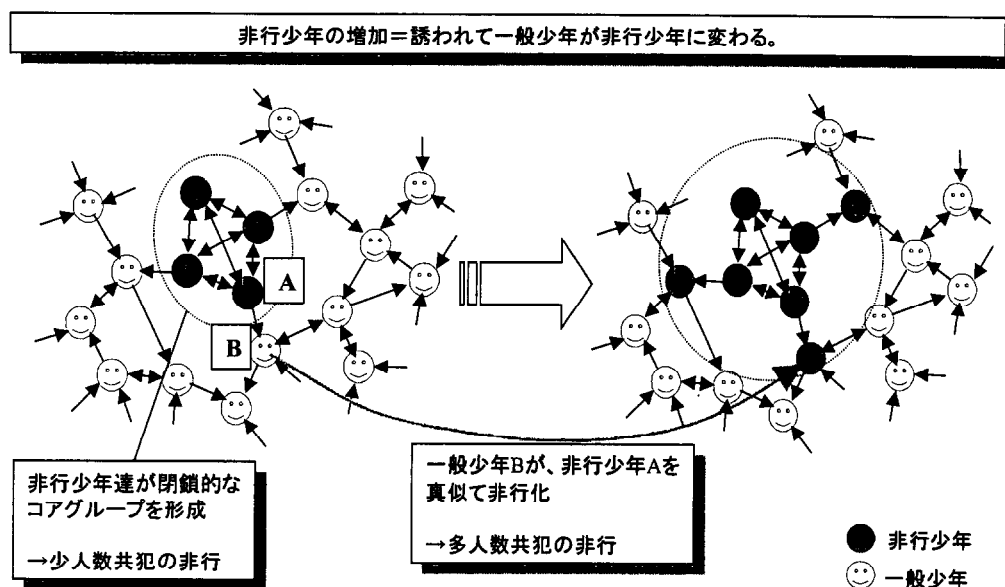 非行少年の増加＝誘われて一般少年が非行少年に変わる。
A
B
非行少年達が閉鎖的な
コアグループを形成
→少人数共犯の非行
一般少年Bが、非行少年Aを
真似て非行化
→多人数共犯の非行
非行少年
一般少年